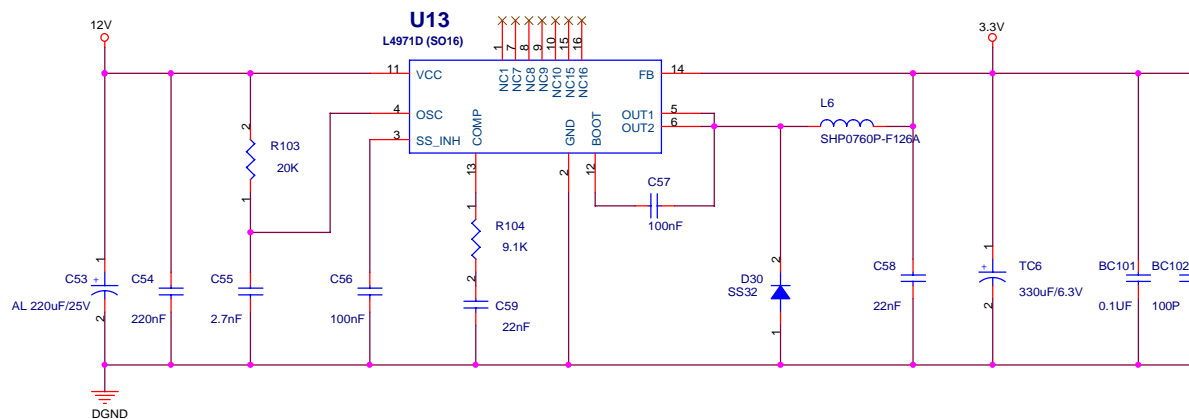 12V
U13
L4971D (SO16)
3.3V
1
7
8
9
10
15
16
NC1
NC7
NC8
NC9
NC10
NC15
NC16
11
VCC
FB
14
4
OSC
OUT1
5
OUT2
6
3
SS_INH
COMP
GND
BOOT
13
2
12
L6
SHP0760P-F126A
2
R103
20K
1
C57
100nF
1
R104
9.1K
2
1
C53
+
AL 220uF/25V
2
C54
220nF
C55
2.7nF
C56
100nF
C59
22nF
2
D30
SS32
1
C58
22nF
1
+
TC6
330uF/6.3V
2
BC101
0.1UF
BC102
100P
DGND